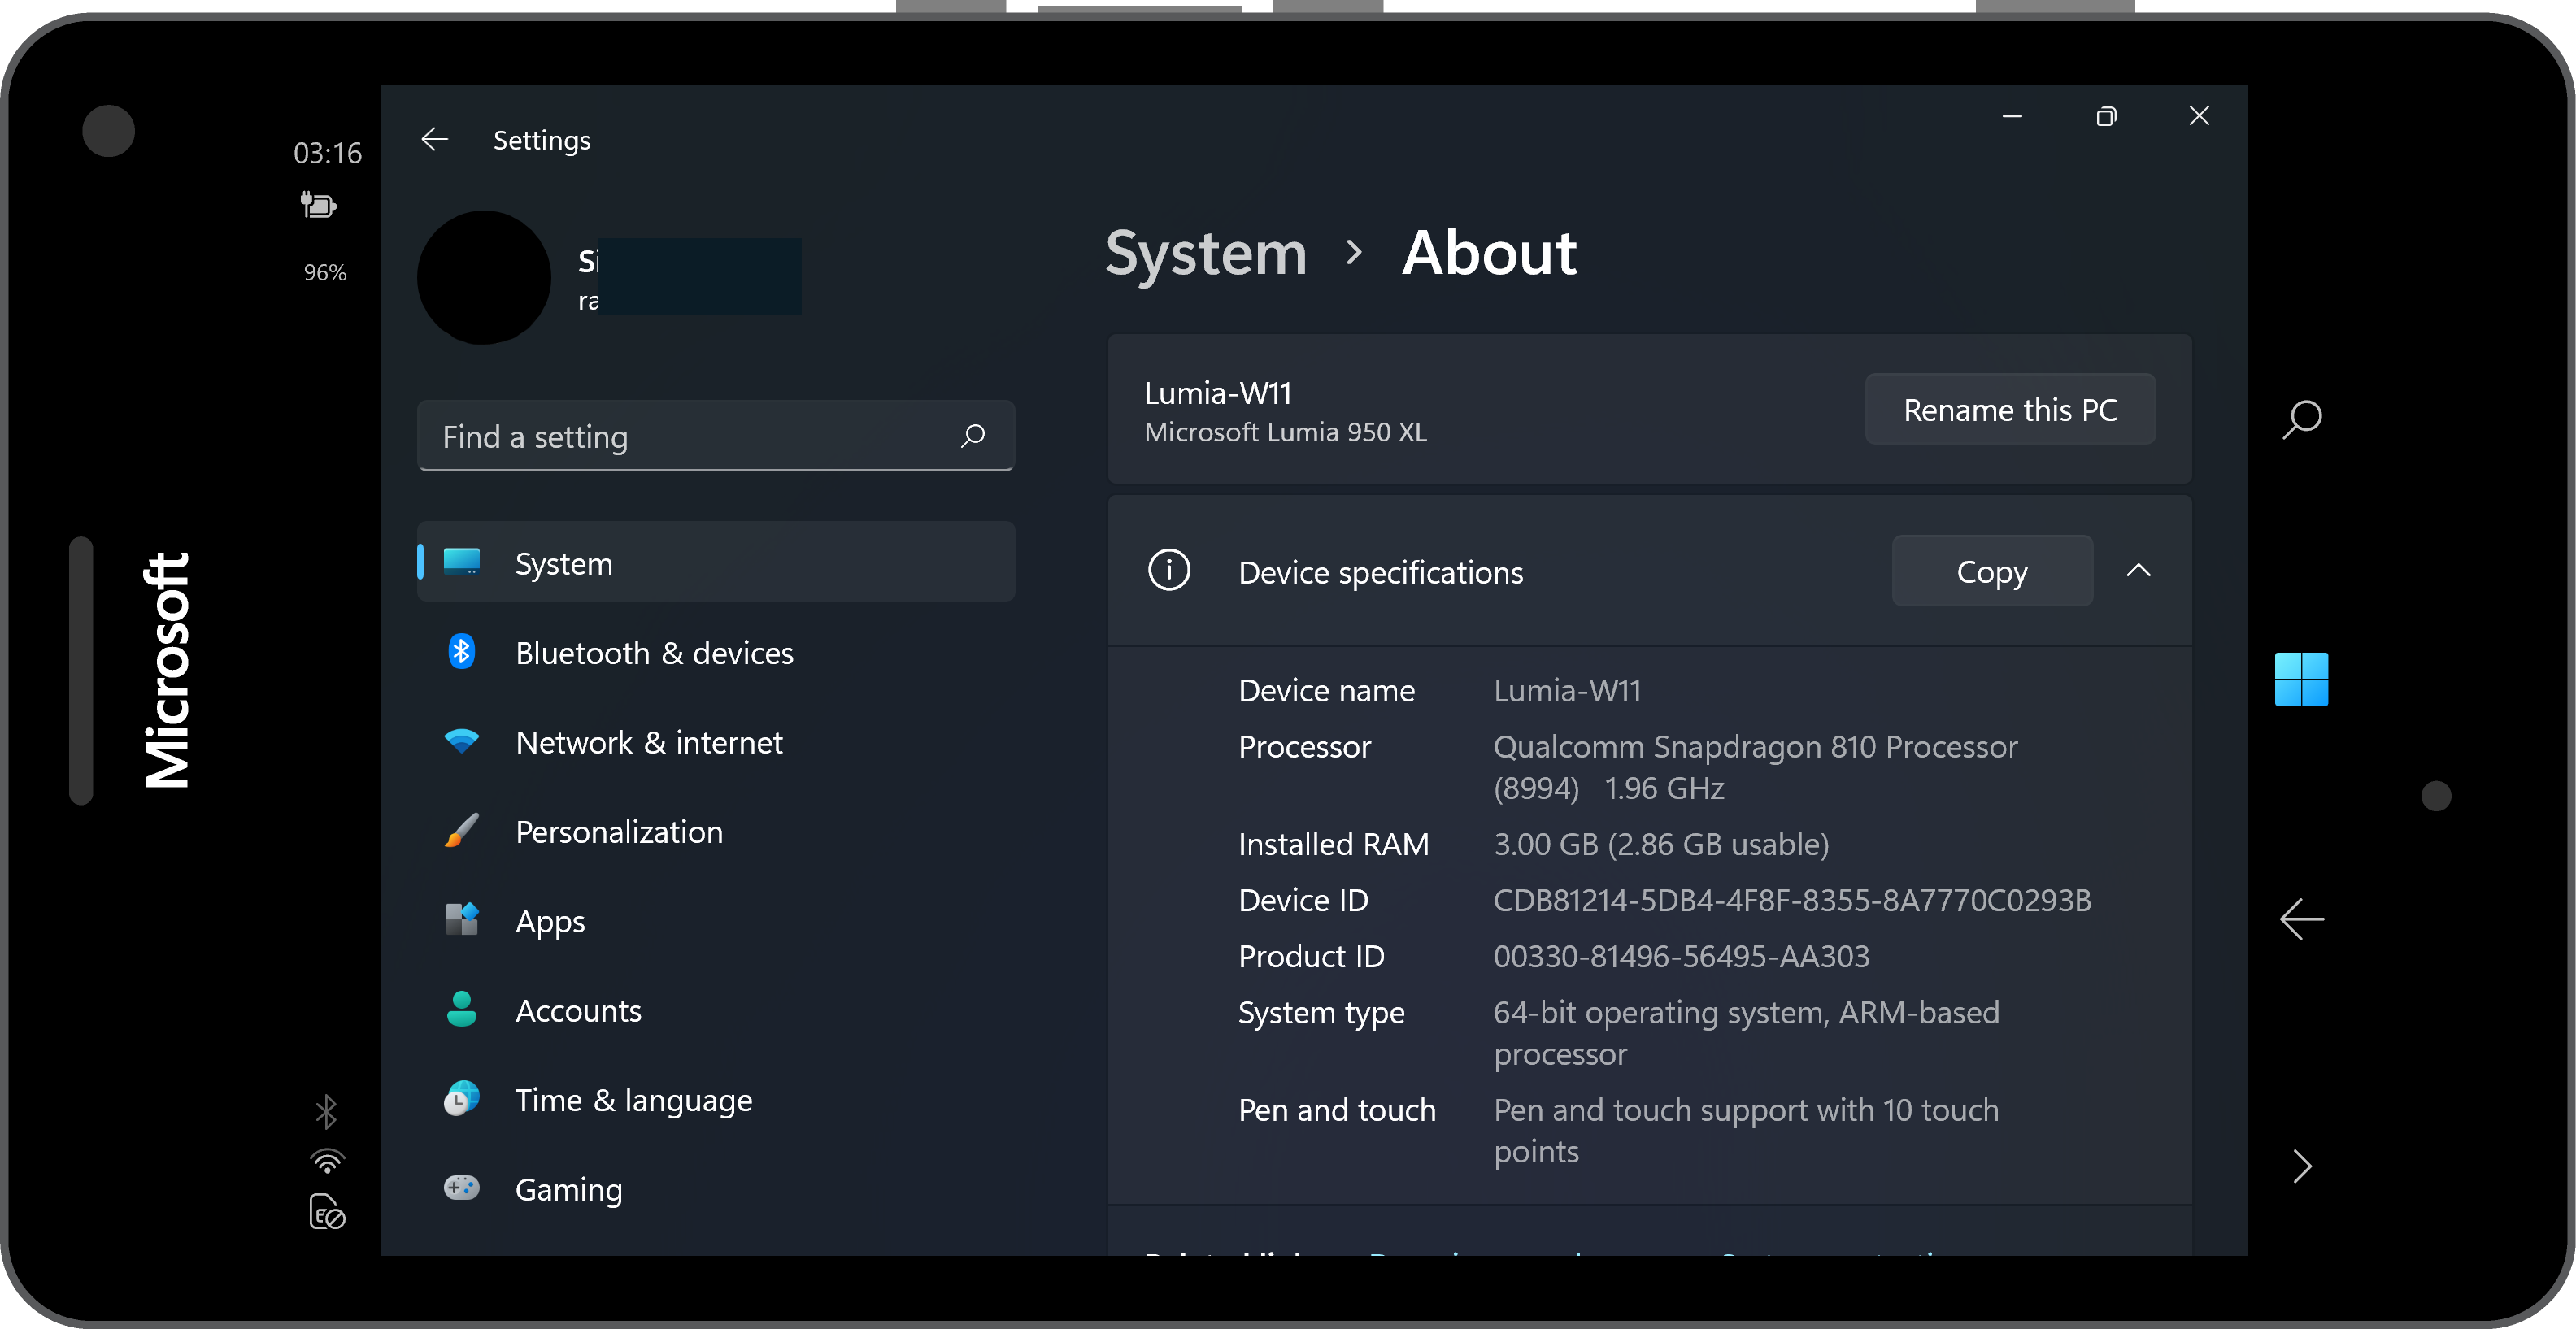 Microsoft
03:16
96%
Settings
Find a setting
System
Bluetooth & devices
Network & internet
Personalization
Apps
Accounts
Time & language
Gaming
System > About
Lumia-W11
Microsoft Lumia 950 XL
Rename this PC
Device specifications
Copy
Device name Lumia-W11
Processor Qualcomm Snapdragon 810 Processor
(8994) 1.96 GHz
Installed RAM 3.00 GB (2.86 GB usable)
Device ID CDB81214-5DB4-4F8F-8355-8A7770C0293B
Product ID 00330-81496-56495-AA303
System type 64-bit operating system, ARM-based
processor
Pen and touch Pen and touch support with 10 touch
points